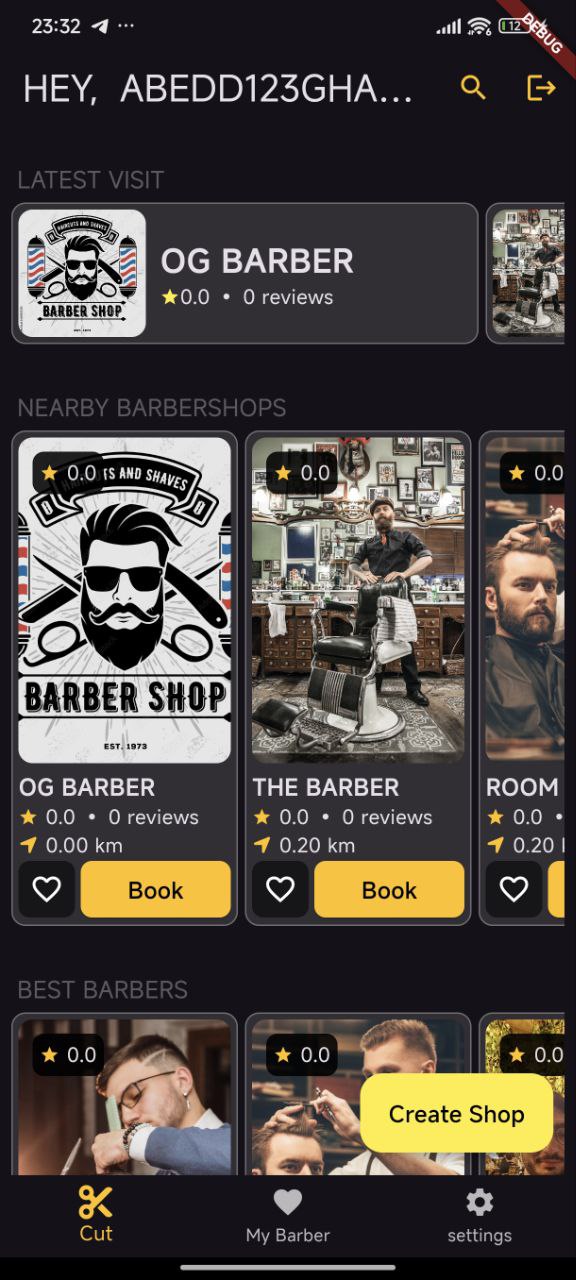 23:32
12
DEBUG
HEY, ABEDD123GHA...
LATEST VISIT
HAIRCUTS AND SHAVES
BARBER SHOP
OG BARBER
0.0 • 0 reviews
NEARBY BARBERSHOPS
0.0
TS AND SHAVES
BARBER SHOP
EST. 1973
0.0
0.0
OG BARBER
0.0 • 0 reviews
0.00 km
Book
THE BARBER
0.0 • 0 reviews
0.20 km
Book
ROOM
0.0 •
0.20
BEST BARBERS
0.0
0.0
0.0
Create Shop
Cut
My Barber
settings